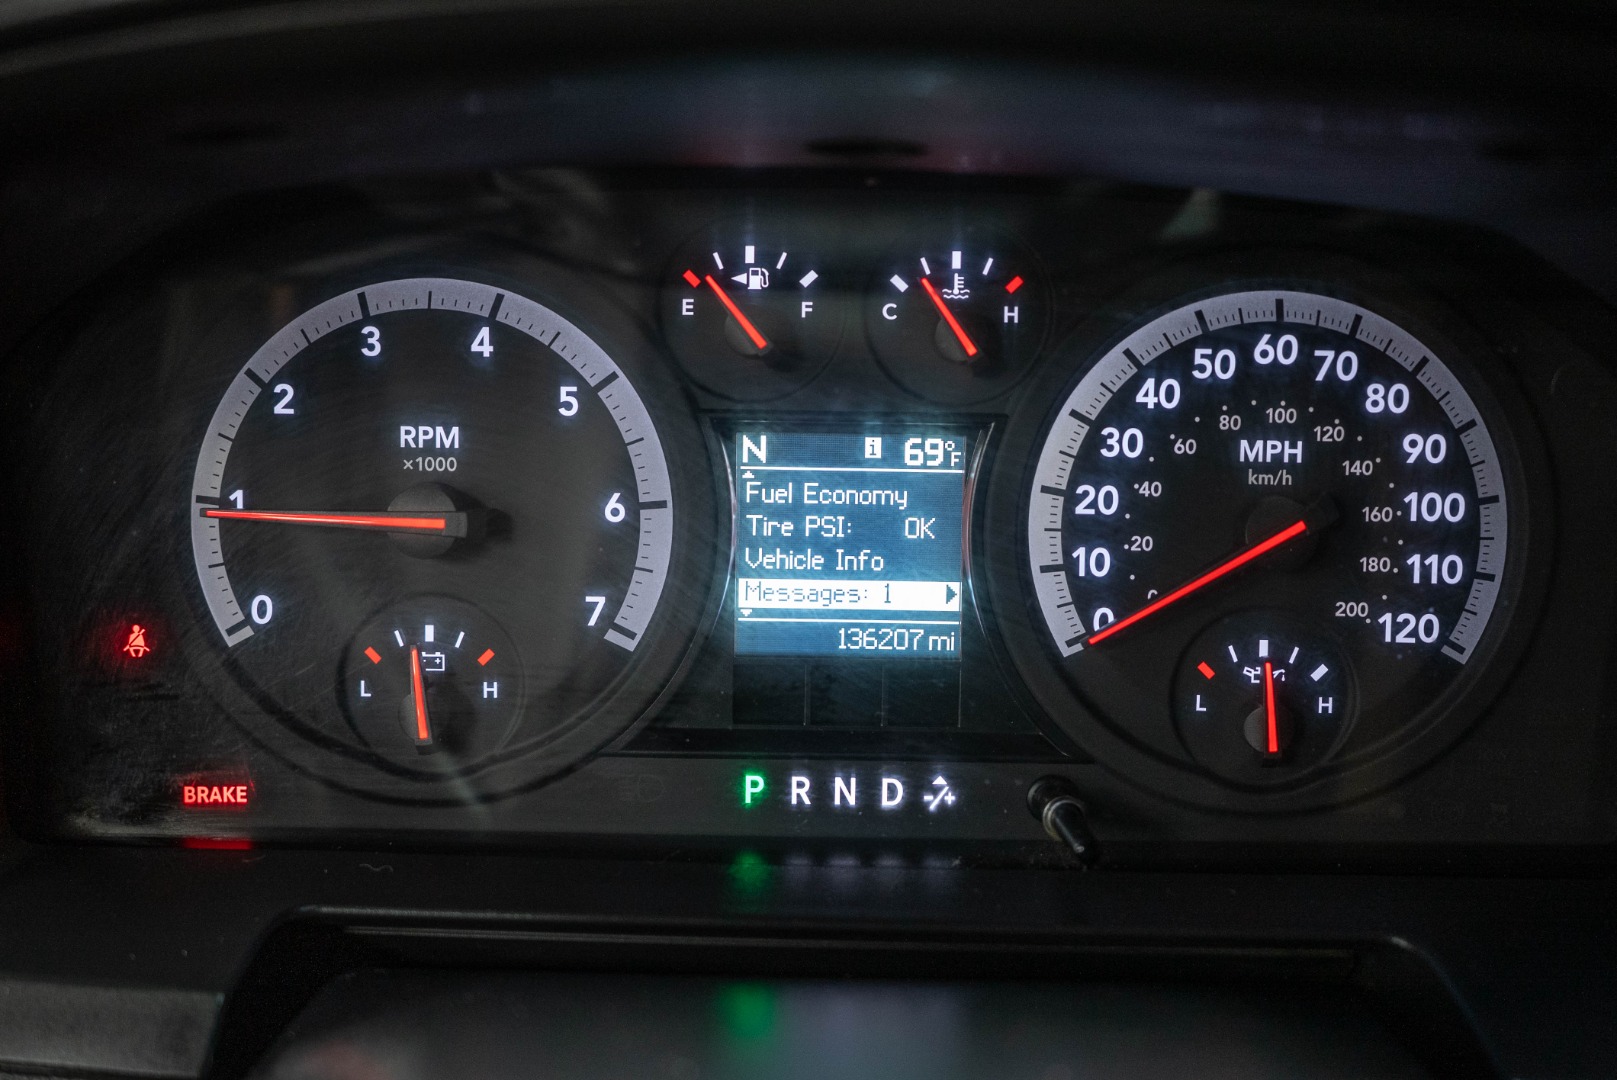 E F
C H
RPM
×1000
0 1 2 3 4 5 6 7
L H
N i 69°F
Fuel Economy
Tire PSI: OK
Vehicle Info
Messages: 1
136207 mi
MPH
km/h
0 10 20 30 40 50 60 70 80 90 100 110 120
0 20 40 60 80 100 120 140 160 180 200
L H
BRAKE
P R N D